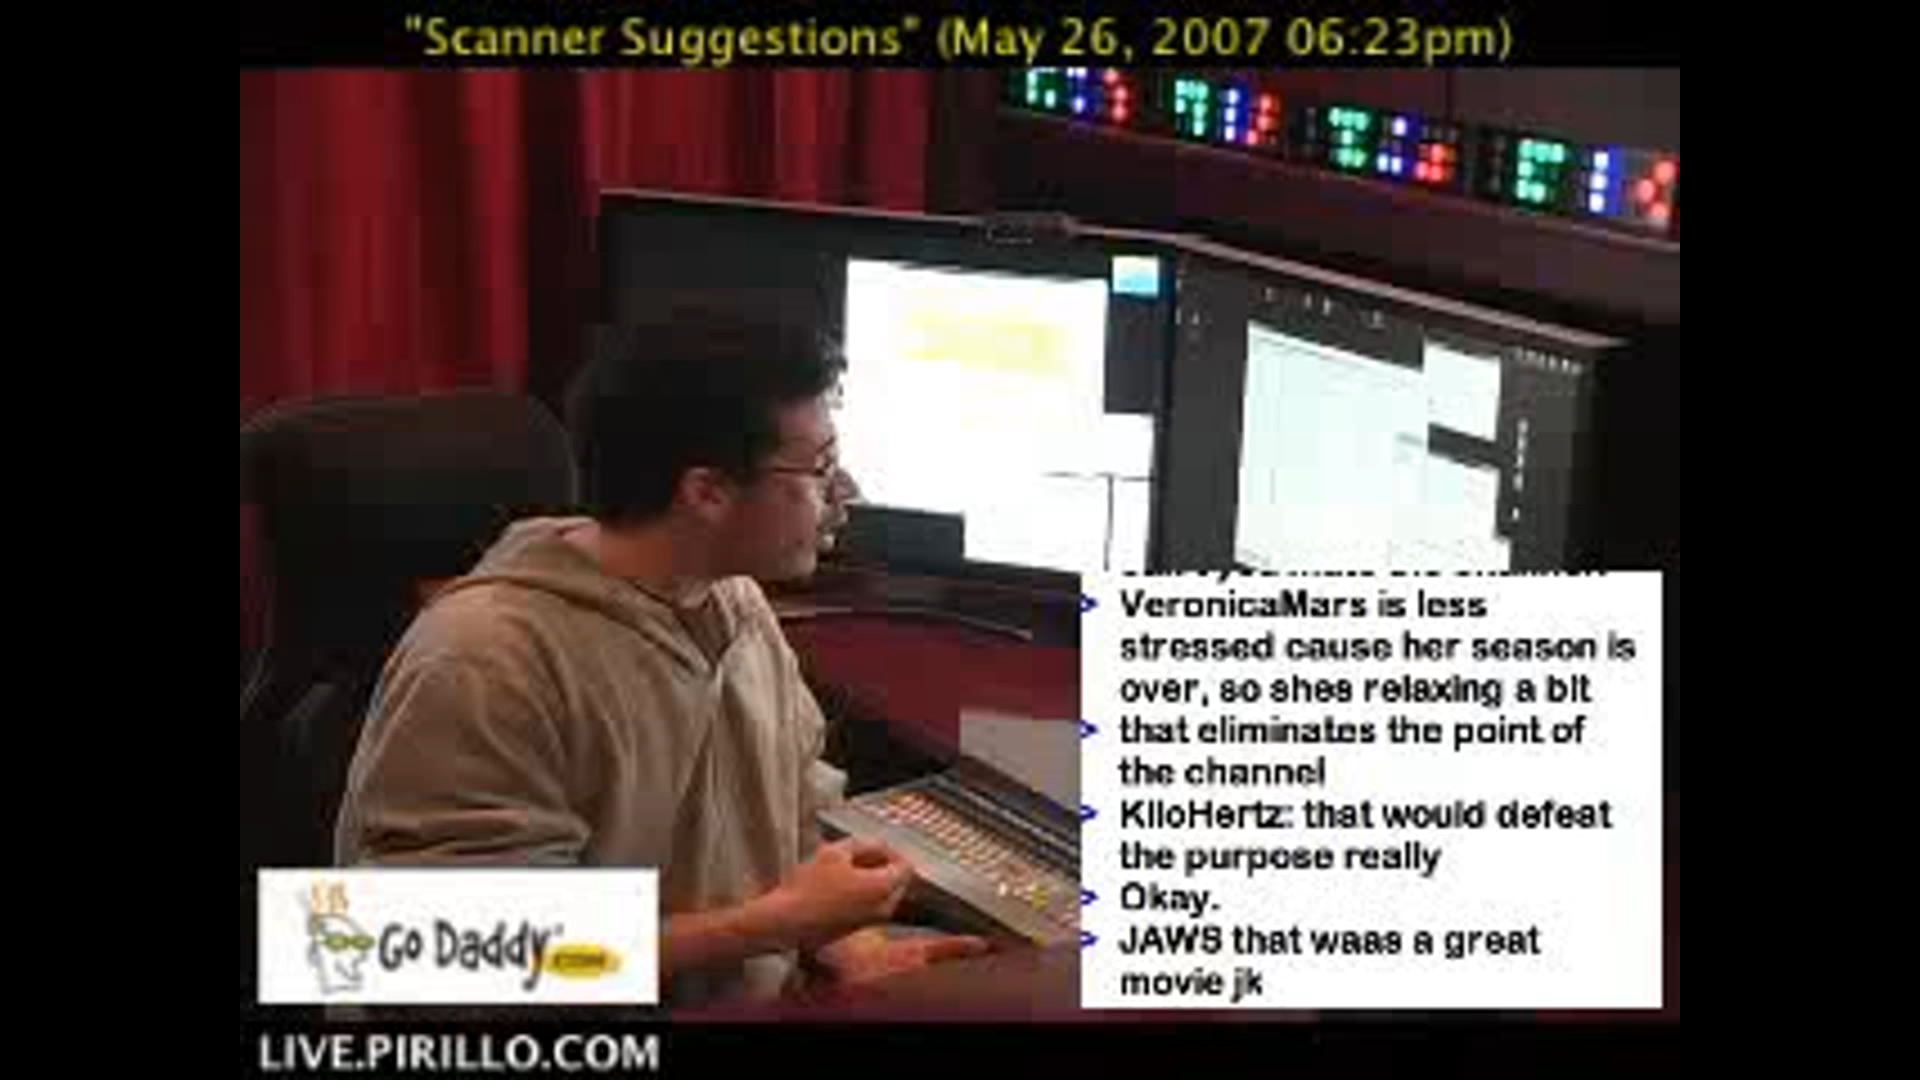 "Scanner Suggestions" (May 26, 2007 06:23pm)
> VeronicaMars is less
stressed cause her season is
over, so shes relaxing a bit
> that eliminates the point of
the channel
> KiloHertz: that would defeat
the purpose really
> Okay.
> JAWS that waas a great
movie jk
Go Daddy
.COM
LIVE.PIRILLO.COM